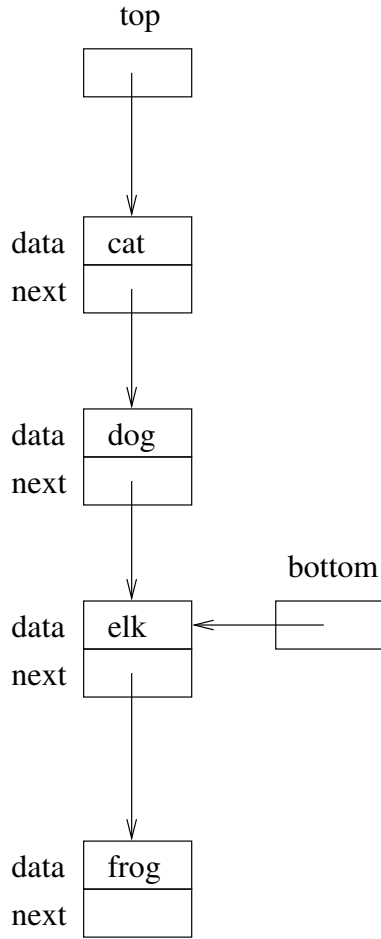 top
data cat
next
data dog
next
bottom
data elk
next
data frog
next